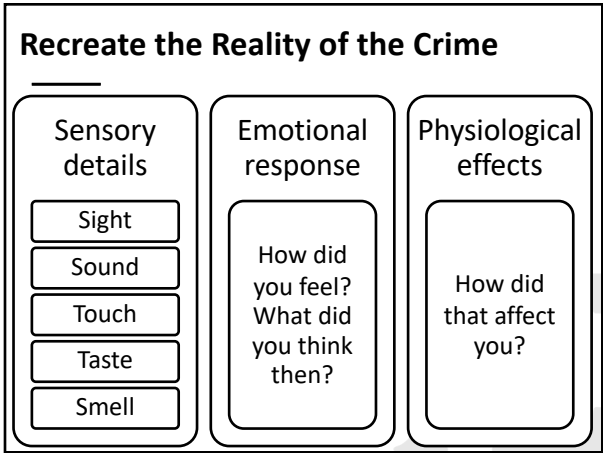 Recreate the Reality of the Crime
Sensory
details
Sight
Sound
Touch
Taste
Smell
Emotional
response
How did
you feel?
What did
you think
then?
Physiological
effects
How did
that affect
you?